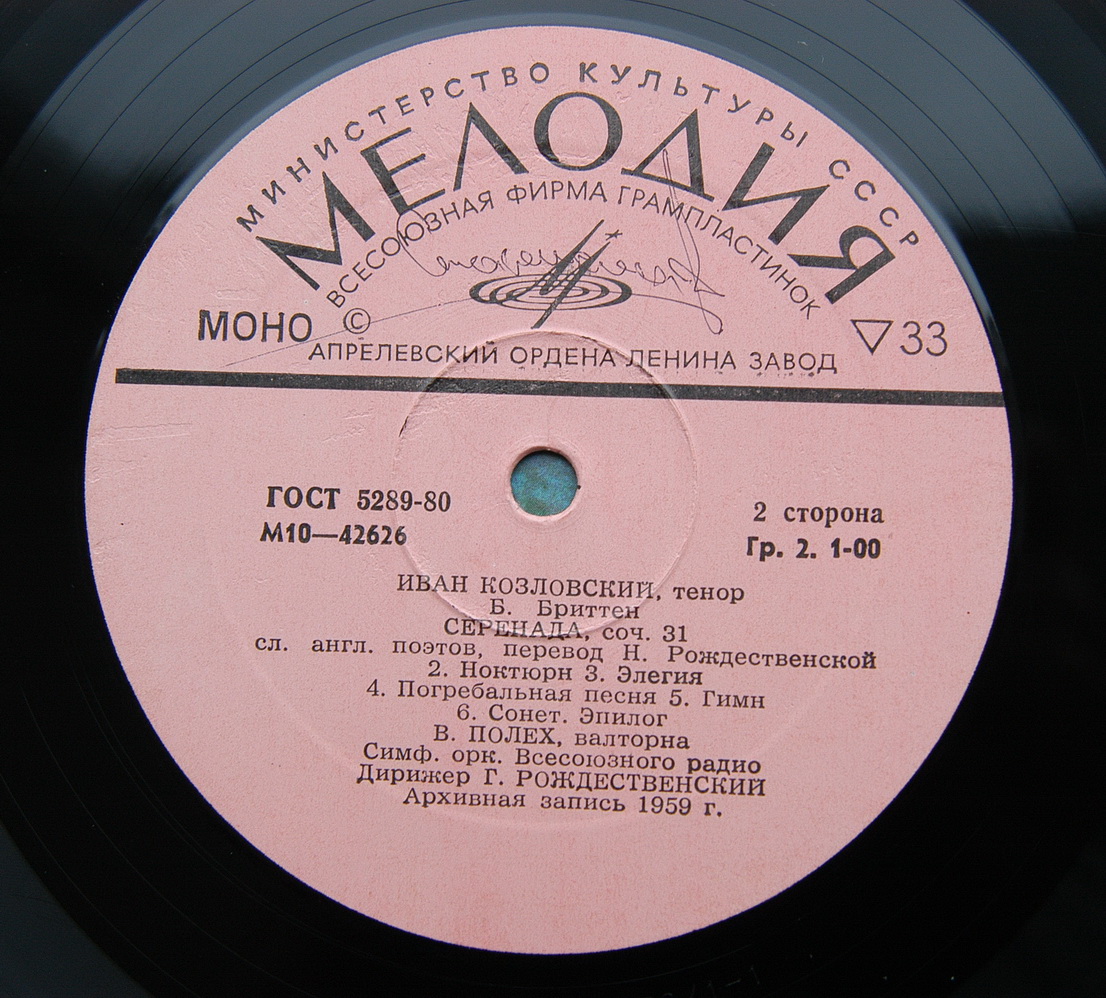 МИНИСТЕРСТВО КУЛЬТУРЫ СССР
МЕЛОДИЯ
ВСЕСОЮЗНАЯ ФИРМА ГРАМПЛАСТИНОК
МОНО © ▽ 33
АПРЕЛЕВСКИЙ ОРДЕНА ЛЕНИНА ЗАВОД
ГОСТ 5289-80
М10—42626
2 сторона
Гр. 2. 1-00
ИВАН КОЗЛОВСКИЙ, тенор
Б. Бриттен
СЕРЕНАДА, соч. 31
сл. англ. поэтов, перевод Н. Рождественской
2. Ноктюрн 3. Элегия
4. Погребальная песня 5. Гимн
6. Сонет. Эпилог
В. ПОЛЕХ, валторна
Симф. орк. Всесоюзного радио
Дирижер Г. РОЖДЕСТВЕНСКИЙ
Архивная запись 1959 г.